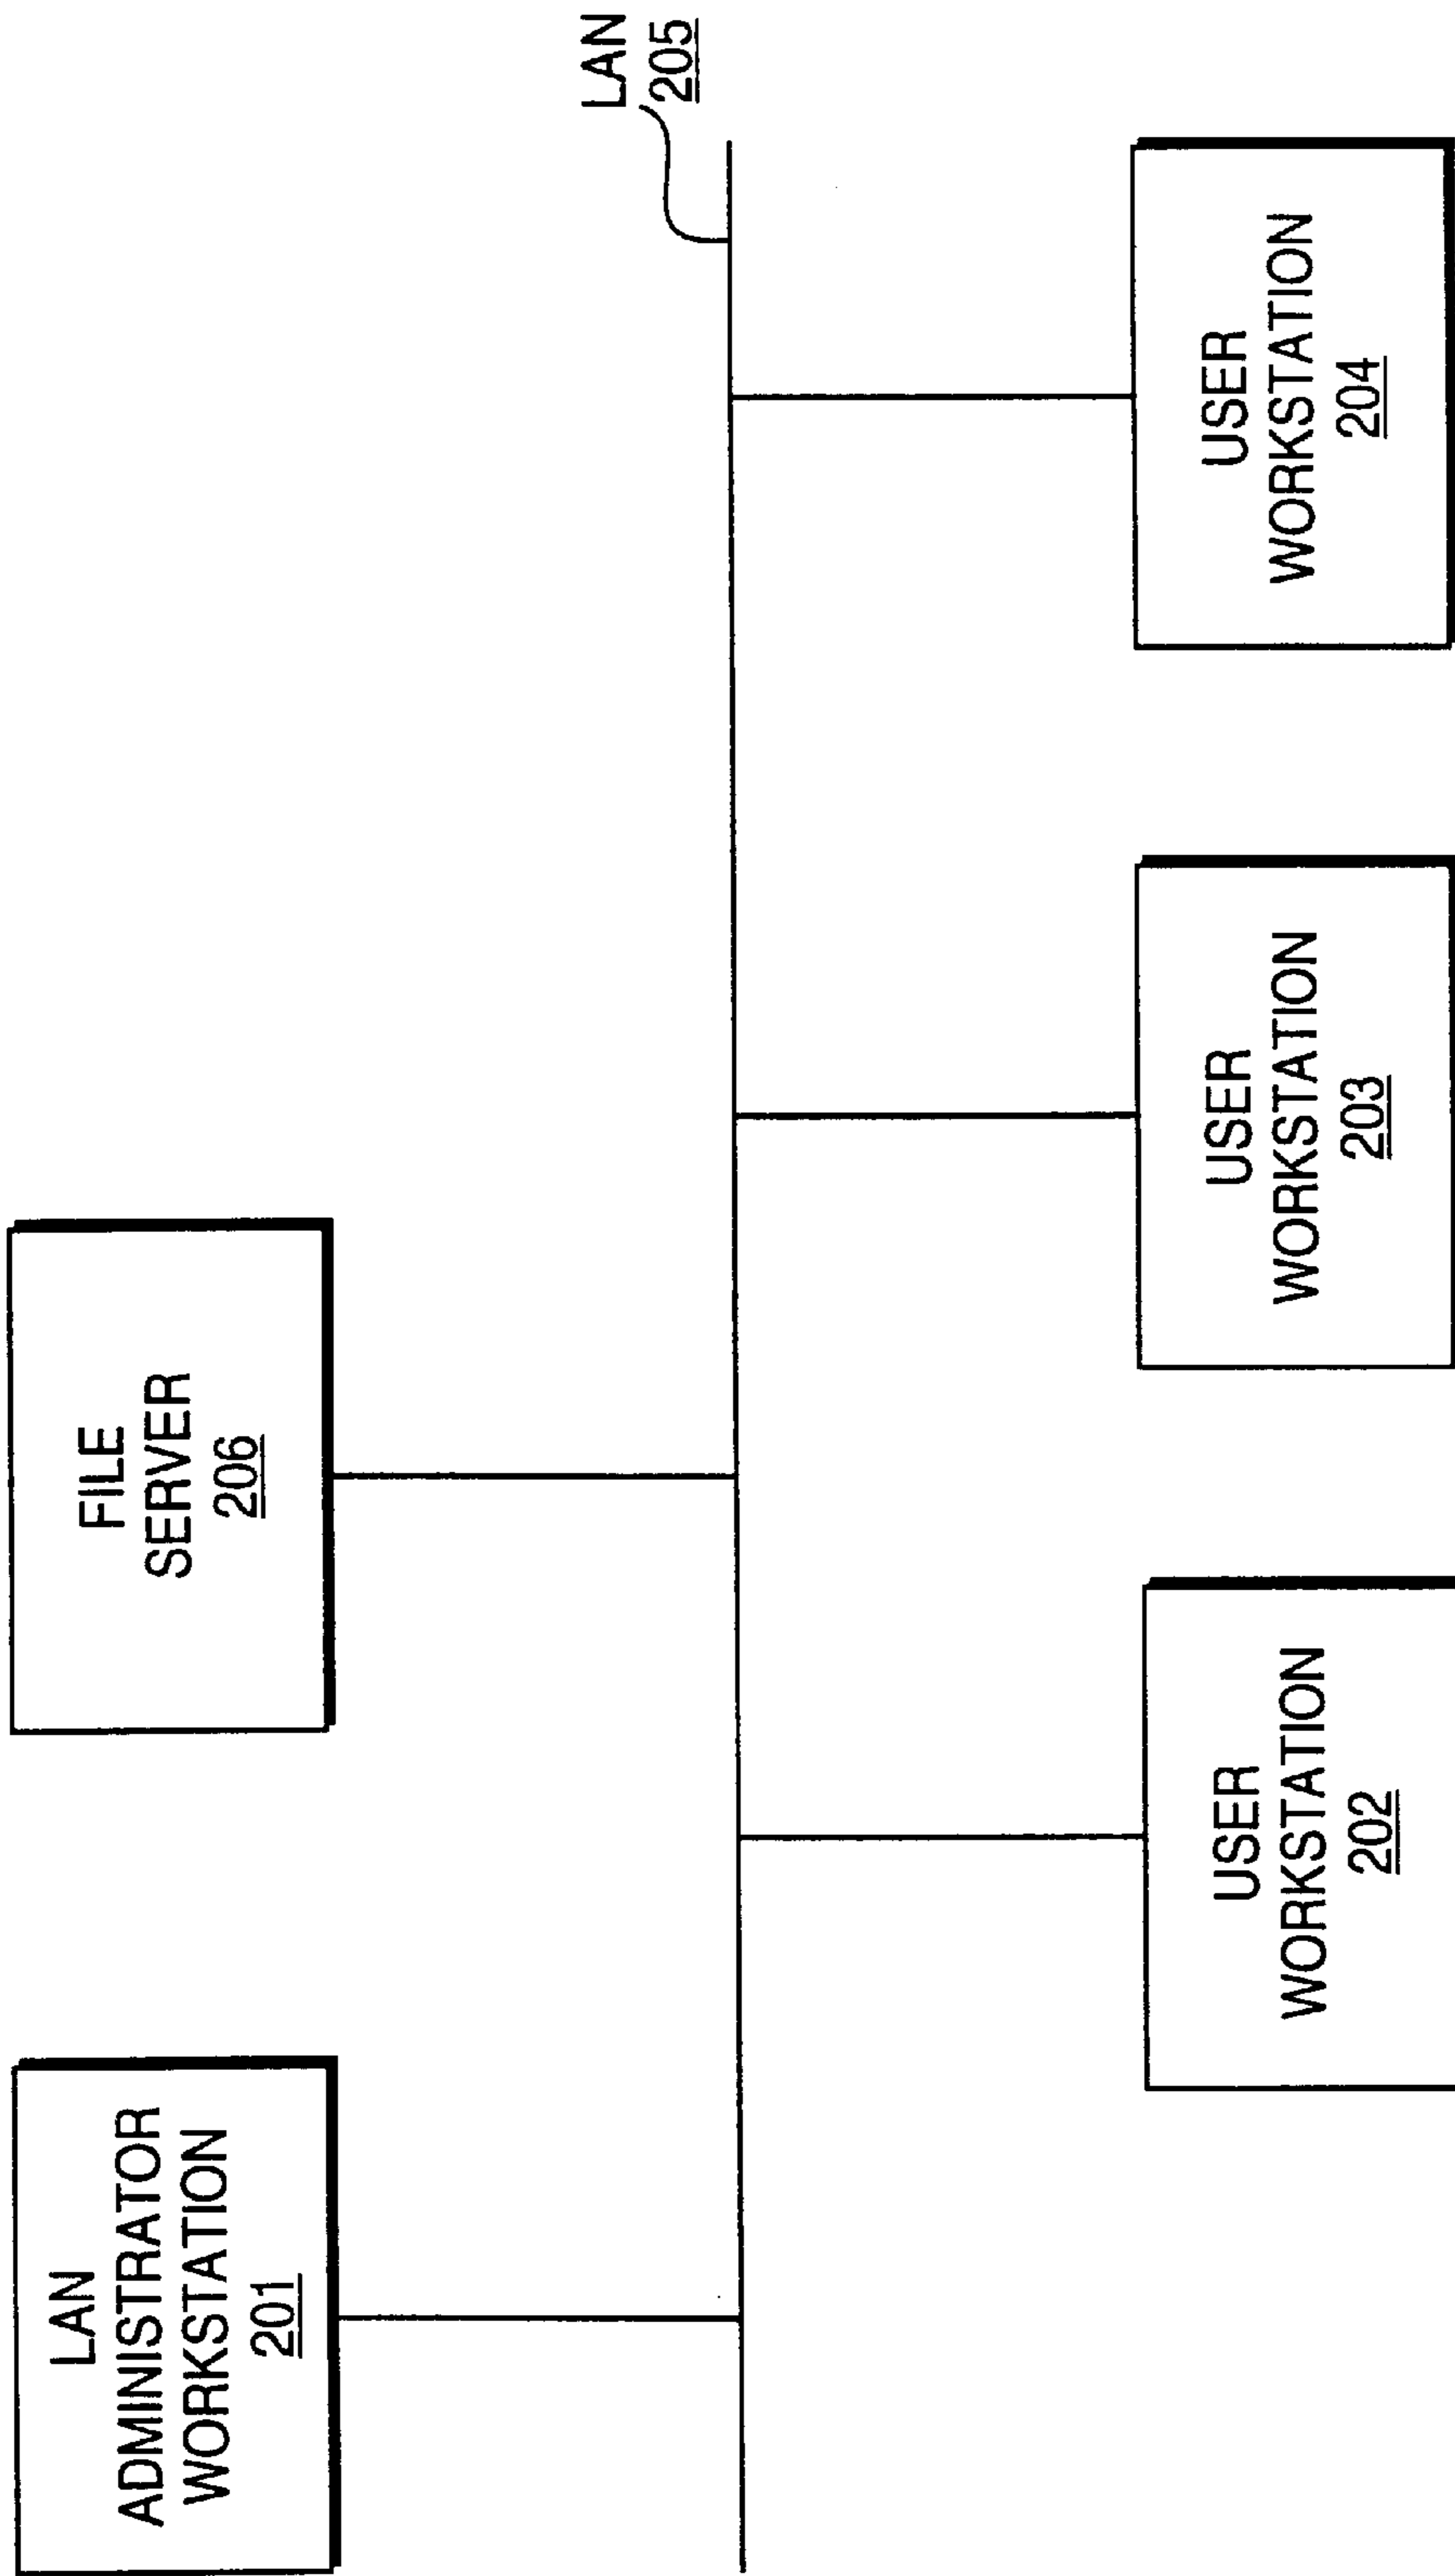 LAN
ADMINISTRATOR
WORKSTATION
201
FILE
SERVER
206
LAN
205
USER
WORKSTATION
202
USER
WORKSTATION
203
USER
WORKSTATION
204